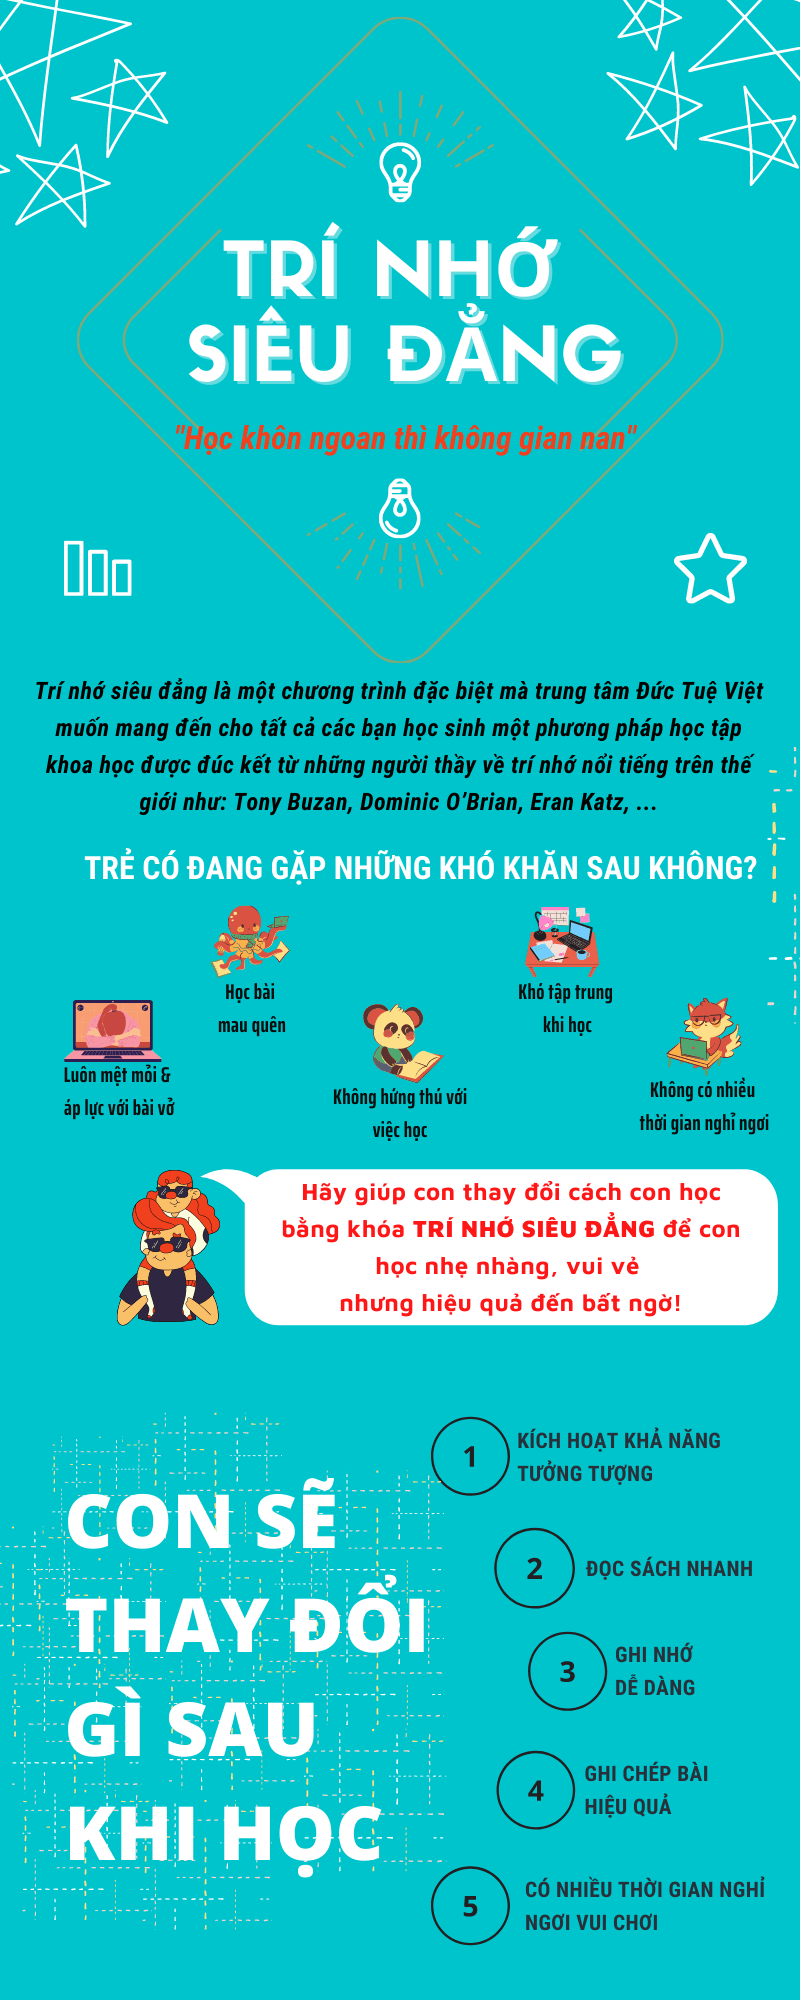 TRÍ NHỚ
SIÊU ĐẲNG
"Học khôn ngoan thì không gian nan"
Trí nhớ siêu đẳng là một chương trình đặc biệt mà trung tâm Đức Tuệ Việt
muốn mang đến cho tất cả các bạn học sinh một phương pháp học tập
khoa học được đúc kết từ những người thầy về trí nhớ nổi tiếng trên thế
giới như: Tony Buzan, Dominic O’Brian, Eran Katz, ...
TRẺ CÓ ĐANG GẶP NHỮNG KHÓ KHĂN SAU KHÔNG?
Luôn mệt mỏi &
áp lực với bài vở
Học bài
mau quên
Không hứng thú với
việc học
Khó tập trung
khi học
Không có nhiều
thời gian nghỉ ngơi
Hãy giúp con thay đổi cách con học
bằng khóa TRÍ NHỚ SIÊU ĐẲNG để con
học nhẹ nhàng, vui vẻ
nhưng hiệu quả đến bất ngờ!
CON SẼ
THAY ĐỔI
GÌ SAU
KHI HỌC
1
KÍCH HOẠT KHẢ NĂNG
TƯỞNG TƯỢNG
2
ĐỌC SÁCH NHANH
3
GHI NHỚ
DỄ DÀNG
4
GHI CHÉP BÀI
HIỆU QUẢ
5
CÓ NHIỀU THỜI GIAN NGHỈ
NGƠI VUI CHƠI